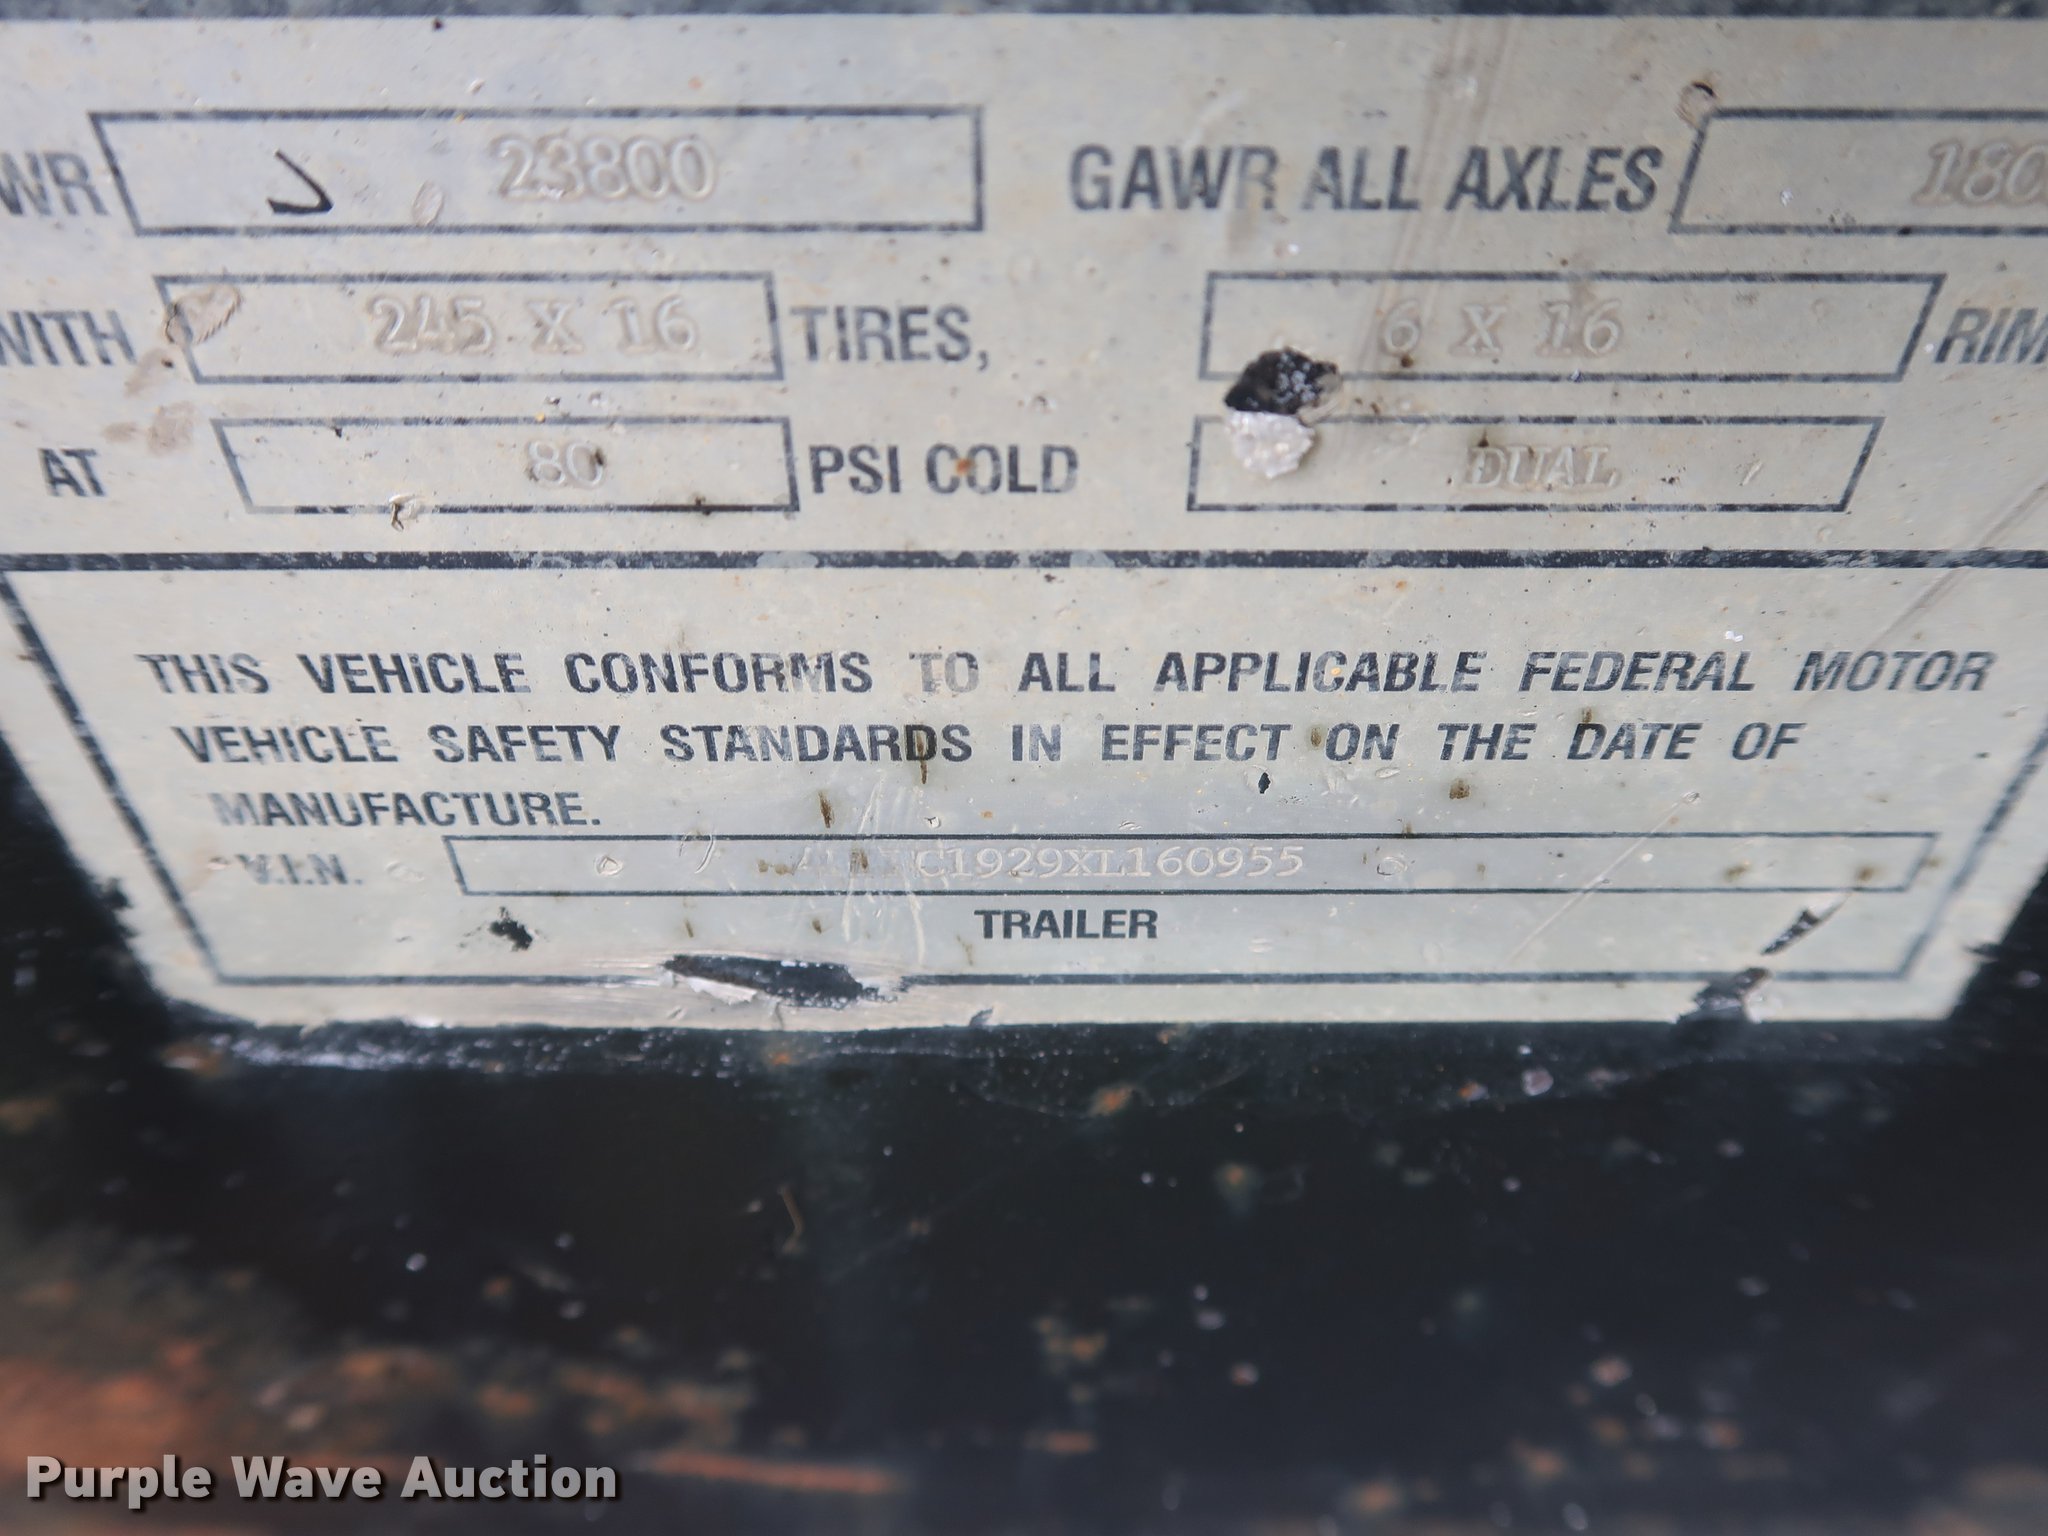 WR 23800 GAWR ALL AXLES 180
WITH 245 X 16 TIRES, 6 X 16 RIM
AT 80 PSI COLD DUAL
THIS VEHICLE CONFORMS TO ALL APPLICABLE FEDERAL MOTOR
VEHICLE SAFETY STANDARDS IN EFFECT ON THE DATE OF
MANUFACTURE.
V.I.N.
TRAILER
Purple Wave Auction